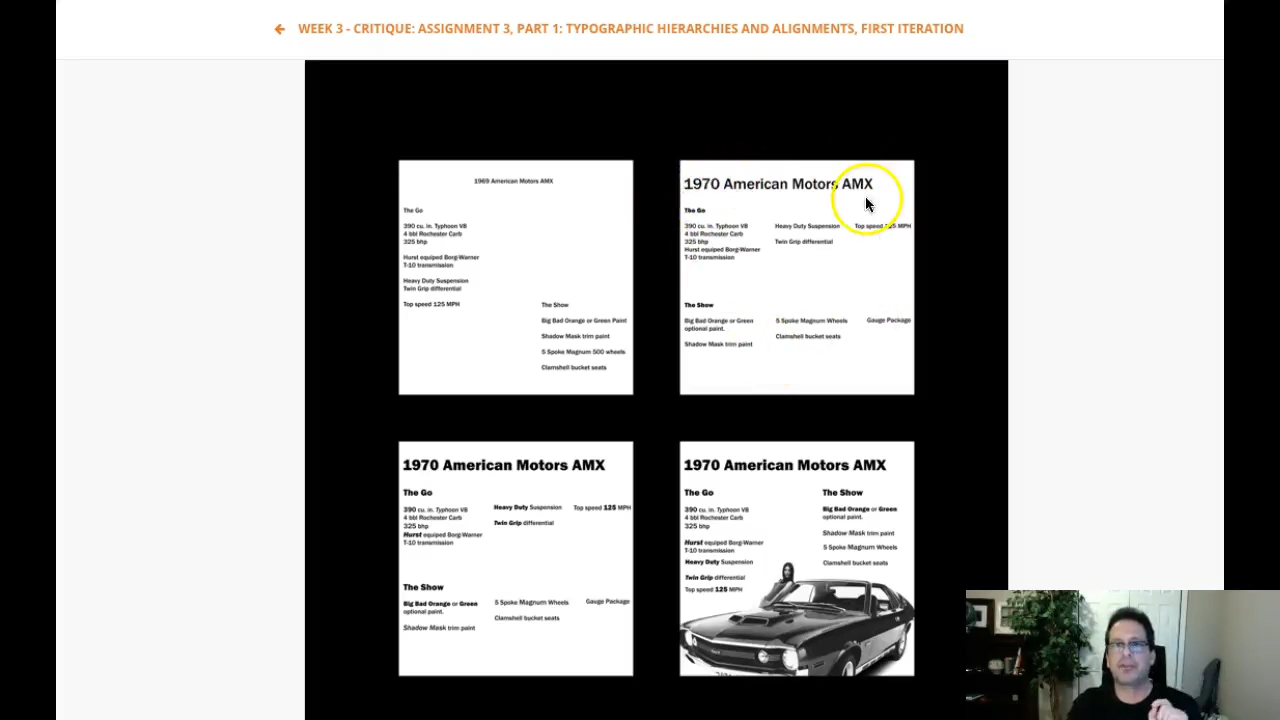 WEEK 3 - CRITIQUE: ASSIGNMENT 3, PART 1: TYPOGRAPHIC HIERARCHIES AND ALIGNMENTS, FIRST ITERATION
1969 American Motors AMX
The Go
390 cu. in. Typhoon V8
4 bbl Rochester Carb
325 bhp
Hurst equiped Borg-Warner
T-10 transmission
Heavy Duty Suspension
Twin Grip differential
Top speed 125 MPH
The Show
Big Bad Orange or Green Paint
Shadow Mask trim paint
5 Spoke Magnum 500 wheels
Clamshell bucket seats
1970 American Motors AMX
The Go
390 cu. in. Typhoon V8
4 bbl Rochester Carb
325 bhp
Hurst equiped Borg-Warner
T-10 transmission
Heavy Duty Suspension
Twin Grip differential
Top speed 125 MPH
The Show
Big Bad Orange or Green
optional paint.
Shadow Mask trim paint
5 Spoke Magnum Wheels
Clamshell bucket seats
Gauge Package
1970 American Motors AMX
The Go
390 cu. in. Typhoon V8
4 bbl Rochester Carb
325 bhp
Hurst equiped Borg-Warner
T-10 transmission
Heavy Duty Suspension
Twin Grip differential
Top speed 125 MPH
The Show
Big Bad Orange or Green
optional paint.
Shadow Mask trim paint
5 Spoke Magnum Wheels
Clamshell bucket seats
Gauge Package
1970 American Motors AMX
The Go
390 cu. in. Typhoon V8
4 bbl Rochester Carb
325 bhp
Hurst equiped Borg-Warner
T-10 transmission
Heavy Duty Suspension
Twin Grip differential
Top speed 125 MPH
The Show
Big Bad Orange or Green
optional paint.
Shadow Mask trim paint
5 Spoke Magnum Wheels
Clamshell bucket seats